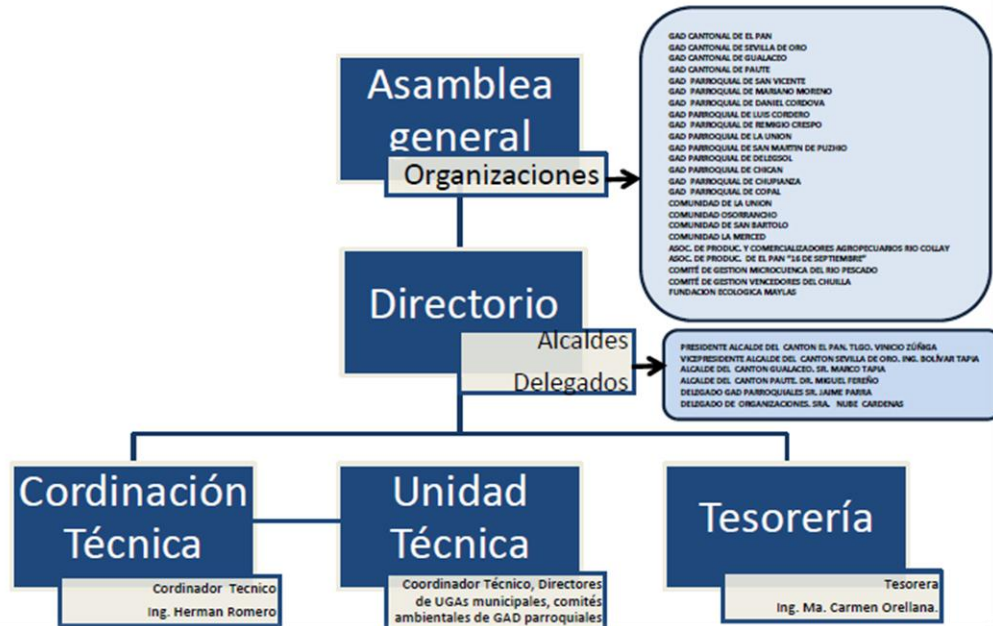 Asamblea
general
Organizaciones
GAD CANTONAL DE EL PAN
GAD CANTONAL DE SEVILLA DE ORO
GAD CANTONAL DE GUALACEO
GAD CANTONAL DE PAUTE
GAD PARROQUIAL DE SAN VICENTE
GAD PARROQUIAL DE MARIANO MORENO
GAD PARROQUIAL DE DANIEL CORDOVA
GAD PARROQUIAL DE LUIS CORDERO
GAD PARROQUIAL DE REMIGIO CRESPO
GAD PARROQUIAL DE LA UNION
GAD PARROQUIAL DE SAN MARTIN DE PUZHIO
GAD PARROQUIAL DE DELEGSOL
GAD PARROQUIAL DE CHICAN
GAD PARROQUIAL DE CHUPIANZA
GAD PARROQUIAL DE COPAL
COMUNIDAD DE LA UNION
COMUNIDAD OSORRANCHO
COMUNIDAD DE SAN BARTOLO
COMUNIDAD LA MERCED
ASOC. DE PRODUC. Y COMERCIALIZADORES AGROPECUARIOS RIO COLLAY
ASOC. DE PRODUC. DE EL PAN "16 DE SEPTIEMBRE"
COMITÉ DE GESTION MICROCUENCA DEL RIO PESCADO
COMITÉ DE GESTION VENCEDORES DEL CHUILLA
FUNDACION ECOLOGICA MAYLAS
Directorio
Alcaldes
Delegados
PRESIDENTE ALCALDE DEL CANTON EL PAN. TLGO. VINICIO ZÚÑIGA
VICEPRESIDENTE ALCALDE DEL CANTON SEVILLA DE ORO. ING. BOLÍVAR TAPIA
ALCALDE DEL CANTON GUALACEO. SR. MARCO TAPIA
ALCALDE DEL CANTON PAUTE. DR. MIGUEL FEREÑO
DELEGADO GAD PARROQUIALES SR. JAIME PARRA
DELEGADO DE ORGANIZACIONES. SRA. NUBE CARDENAS
Cordinación
Técnica
Cordinador Tecnico
Ing. Herman Romero
Unidad
Técnica
Coordinador Técnico, Directores
de UGAs municipales, comités
ambientales de GAD parroquiales
Tesorería
Tesorera
Ing. Ma. Carmen Orellana.